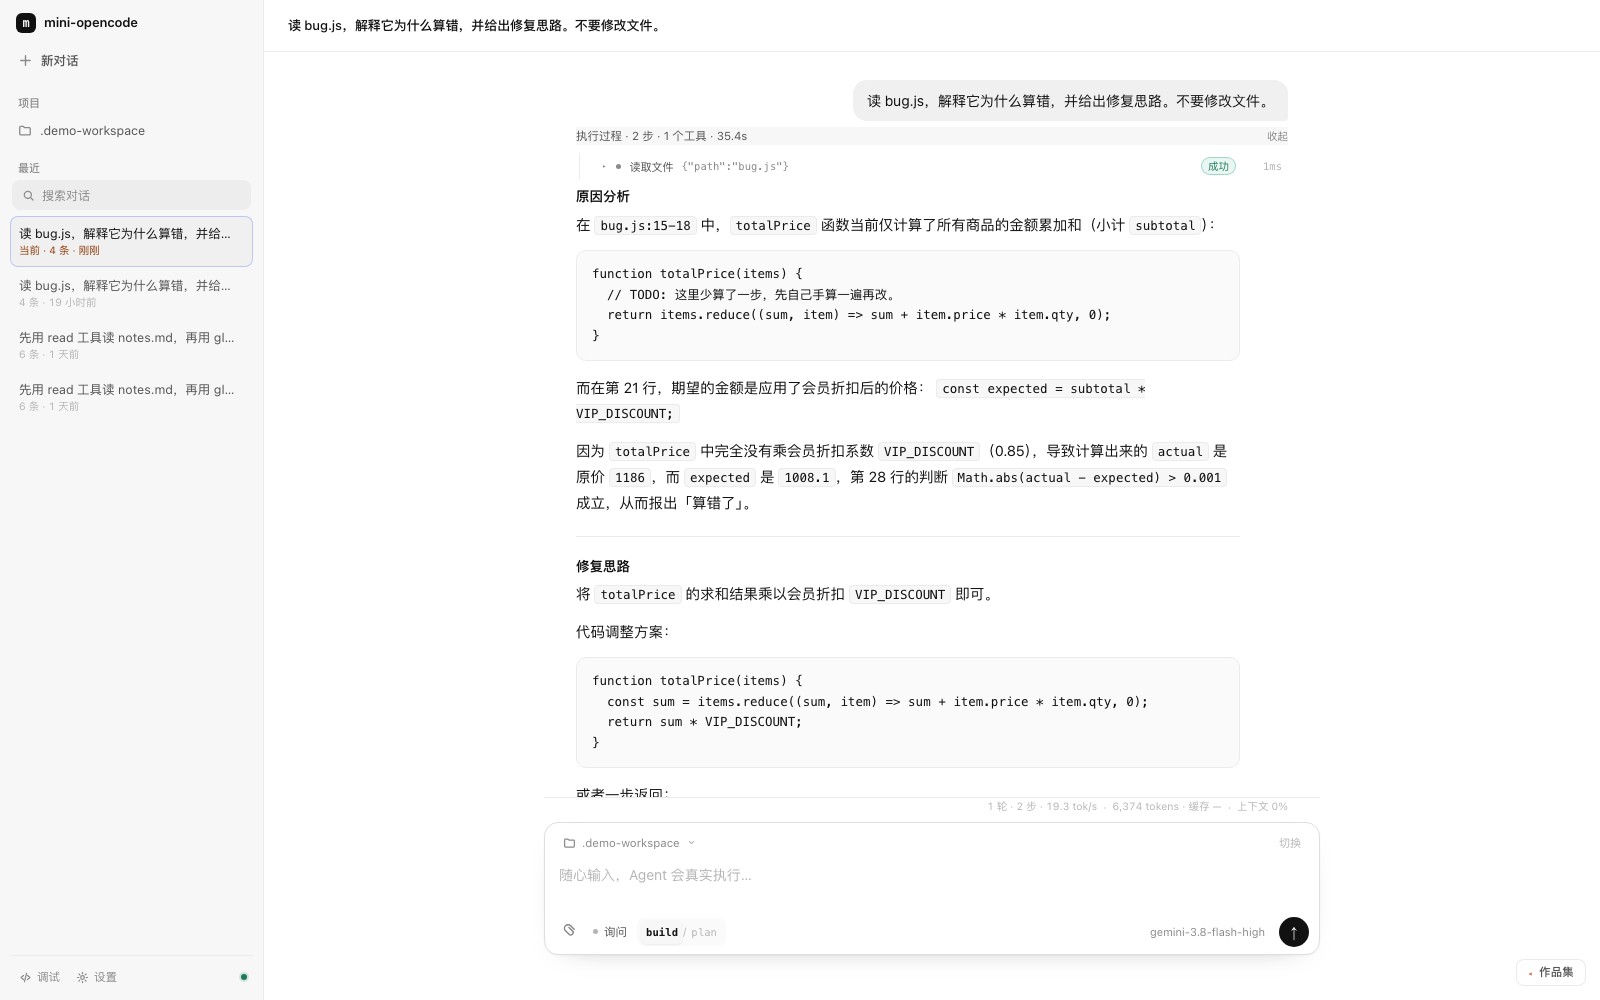 m mini-opencode
新对话
项目
.demo-workspace
最近
搜索对话
读 bug.js，解释它为什么算错，并给...
当前 · 4 条 · 刚刚
读 bug.js，解释它为什么算错，并给...
4 条 · 19 小时前
先用 read 工具读 notes.md，再用 gl...
6 条 · 1 天前
先用 read 工具读 notes.md，再用 gl...
6 条 · 1 天前
调试 设置
读 bug.js，解释它为什么算错，并给出修复思路。不要修改文件。
读 bug.js，解释它为什么算错，并给出修复思路。不要修改文件。
执行过程 · 2 步 · 1 个工具 · 35.4s 收起
· 读取文件 {"path":"bug.js"} 成功 1ms
原因分析
在 bug.js:15-18 中，totalPrice 函数当前仅计算了所有商品的金额累加和（小计 subtotal）：
function totalPrice(items) {
  // TODO: 这里少算了一步，先自己手算一遍再改。
  return items.reduce((sum, item) => sum + item.price * item.qty, 0);
}
而在第 21 行，期望的金额是应用了会员折扣后的价格： const expected = subtotal *
VIP_DISCOUNT;
因为 totalPrice 中完全没有乘会员折扣系数 VIP_DISCOUNT（0.85），导致计算出来的 actual 是
原价 1186，而 expected 是 1008.1，第 28 行的判断 Math.abs(actual - expected) > 0.001
成立，从而报出「算错了」。
修复思路
将 totalPrice 的求和结果乘以会员折扣 VIP_DISCOUNT 即可。
代码调整方案：
function totalPrice(items) {
  const sum = items.reduce((sum, item) => sum + item.price * item.qty, 0);
  return sum * VIP_DISCOUNT;
}
或者一步返回：
1 轮 · 2 步 · 19.3 tok/s · 6,374 tokens · 缓存 — · 上下文 0%
.demo-workspace 切换
随心输入，Agent 会真实执行...
询问 build / plan gemini-3.8-flash-high ↑
作品集